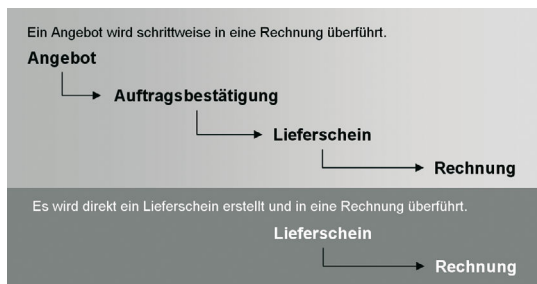 Ein Angebot wird schrittweise in eine Rechnung überführt.
Angebot
Auftragsbestätigung
Lieferschein
Rechnung
Es wird direkt ein Lieferschein erstellt und in eine Rechnung überführt.
Lieferschein
Rechnung